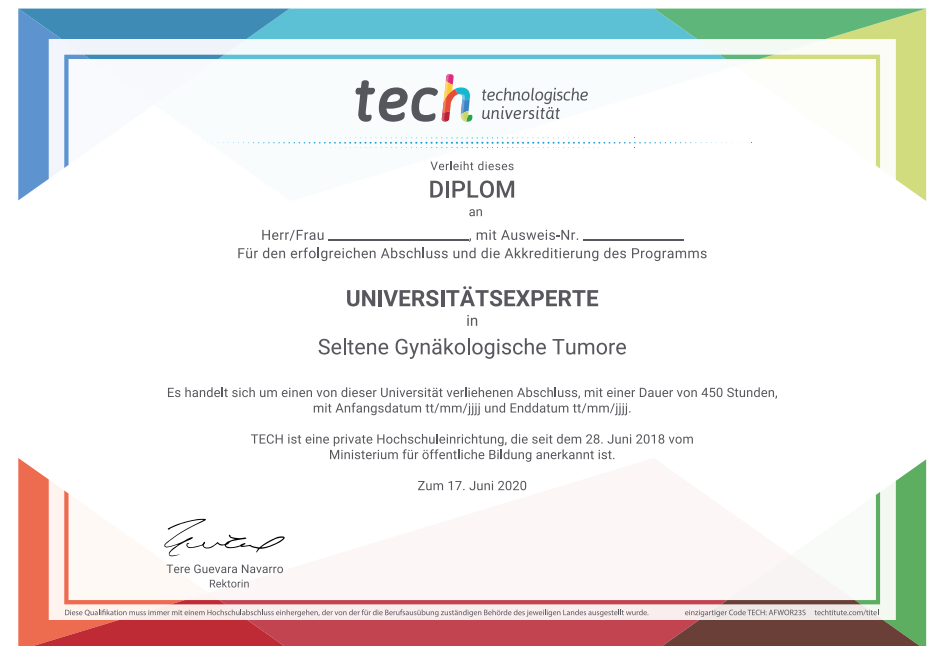 tech technologische
universität
Verleiht dieses
DIPLOM
an
Herr/Frau ____________, mit Ausweis-Nr. ____________
Für den erfolgreichen Abschluss und die Akkreditierung des Programms
UNIVERSITÄTSEXPERTE
in
Seltene Gynäkologische Tumore
Es handelt sich um einen von dieser Universität verliehenen Abschluss, mit einer Dauer von 450 Stunden,
mit Anfangsdatum tt/mm/jjjj und Enddatum tt/mm/jjjj.
TECH ist eine private Hochschuleinrichtung, die seit dem 28. Juni 2018 vom
Ministerium für öffentliche Bildung anerkannt ist.
Zum 17. Juni 2020
Tere Guevara Navarro
Rektorin
Diese Qualifikation muss immer mit einem Hochschulabschluss einhergehen, der von der für die Berufsausübung zuständigen Behörde des jeweiligen Landes ausgestellt wurde. einzigartiger Code TECH: AFWOR23S techtitute.com/titel